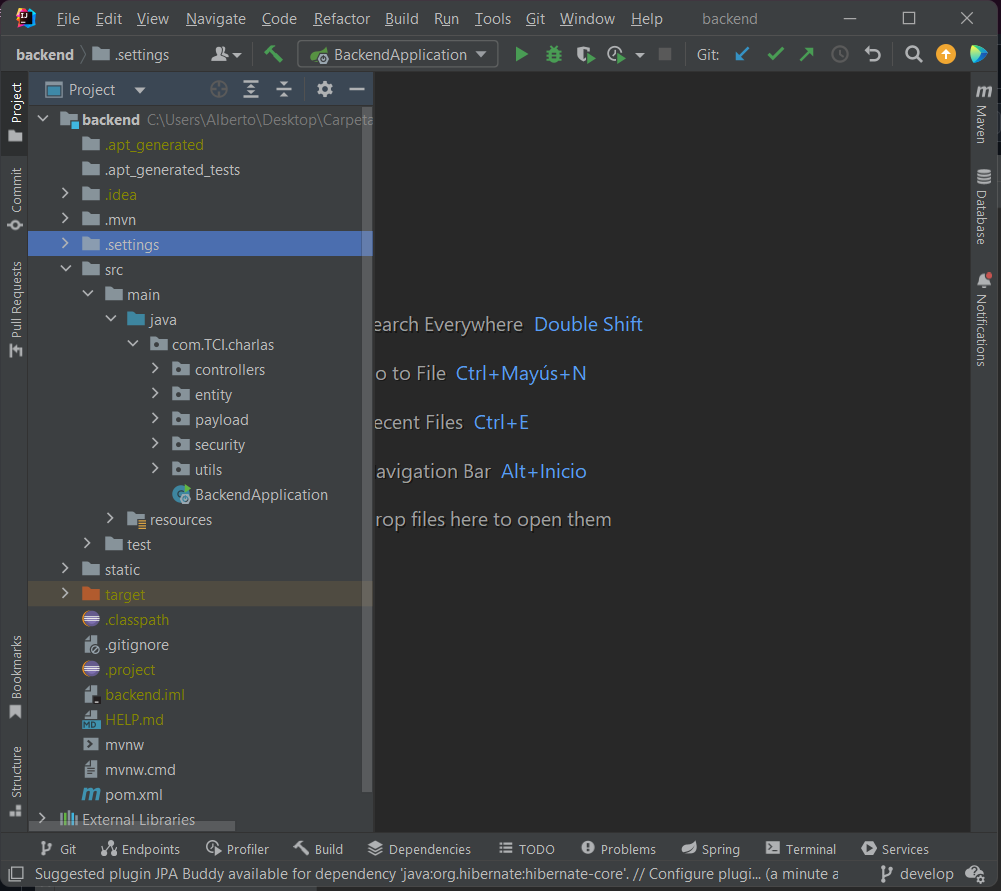 File Edit View Navigate Code Refactor Build Run Tools Git Window Help backend
backend .settings BackendApplication Git:
Project
Project
Commit
Pull Requests
Bookmarks
Structure
backend C:\Users\Alberto\Desktop\Carpeta
.apt_generated
.apt_generated_tests
.idea
.mvn
.settings
src
main
java
com.TCI.charlas
controllers
entity
payload
security
utils
BackendApplication
resources
test
static
target
.classpath
.gitignore
.project
backend.iml
HELP.md
mvnw
mvnw.cmd
pom.xml
External Libraries
earch Everywhere Double Shift
o to File Ctrl+Mayús+N
ecent Files Ctrl+E
avigation Bar Alt+Inicio
rop files here to open them
m
Maven
Database
Notifications
Git Endpoints Profiler Build Dependencies TODO Problems Spring Terminal Services
Suggested plugin JPA Buddy available for dependency 'java:org.hibernate:hibernate-core'. // Configure plugi... (a minute a develop